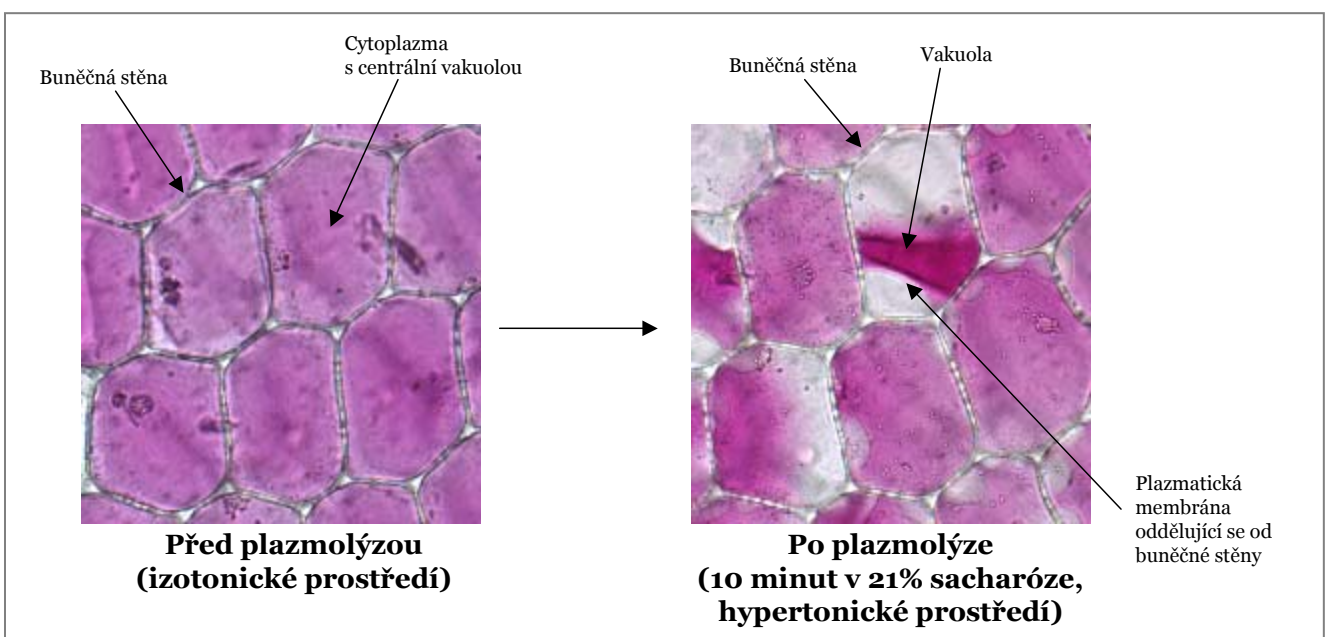 Buněčná stěna
Cytoplazma
s centrální vakuolou
Buněčná stěna
Vakuola
Plazmatická
membrána
oddělující se od
buněčné stěny
Před plazmolýzou
(izotonické prostředí)
Po plazmolýze
(10 minut v 21% sacharóze,
hypertonické prostředí)